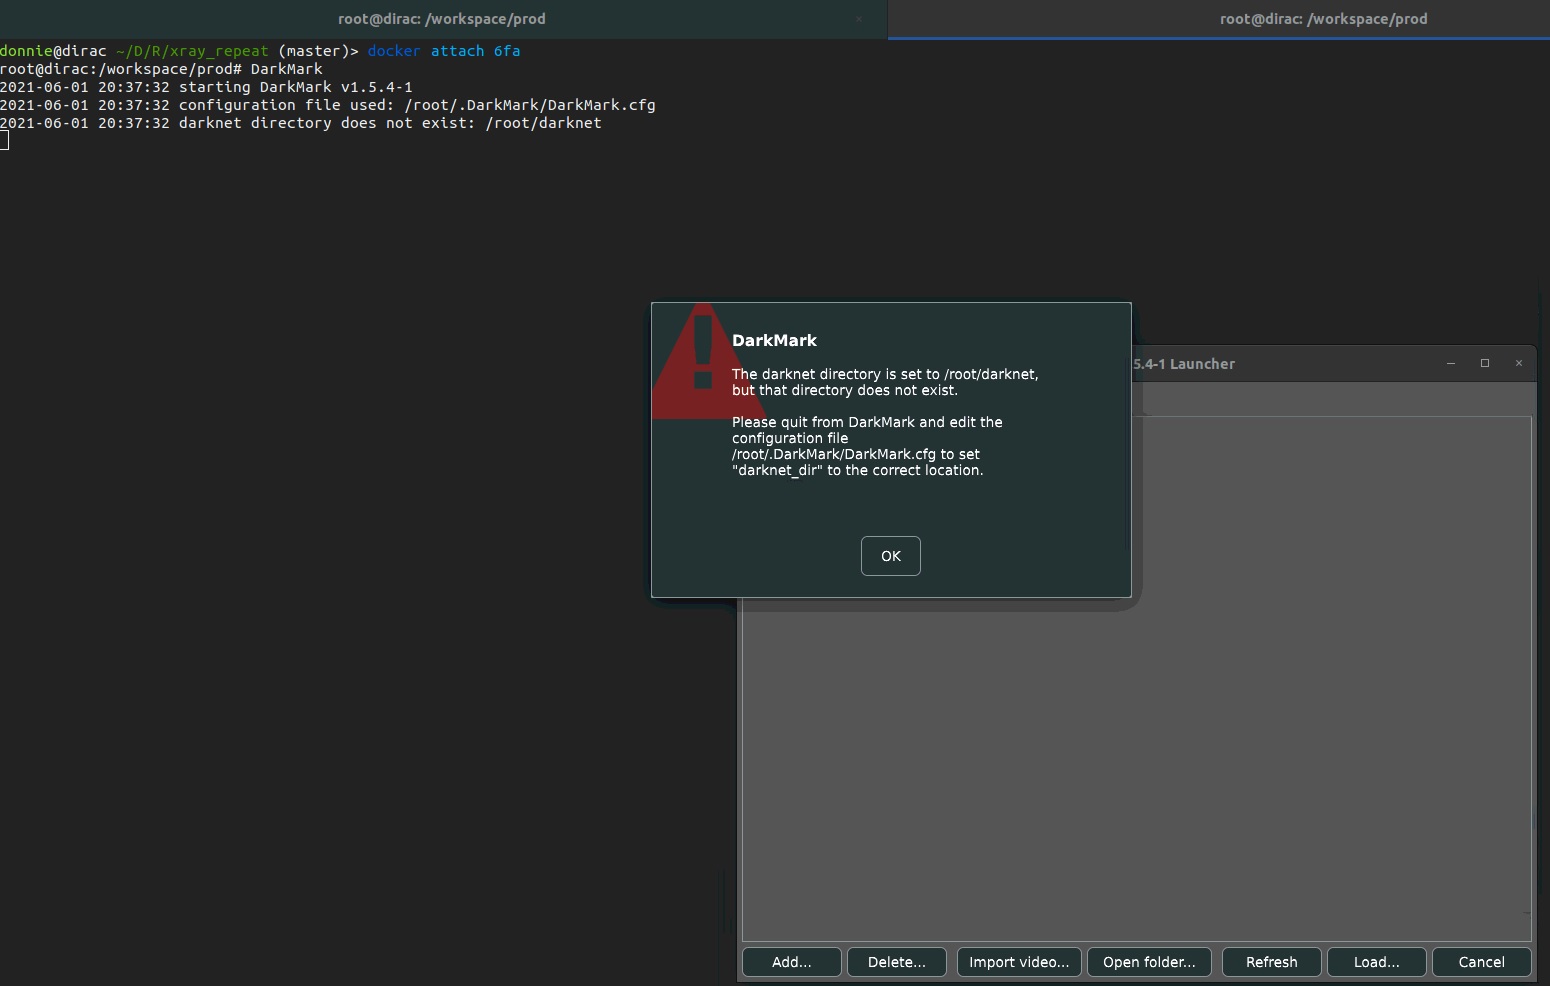 root@dirac: /workspace/prod × root@dirac: /workspace/prod
donnie@dirac ~/D/R/xray_repeat (master)> docker attach 6fa
root@dirac:/workspace/prod# DarkMark
2021-06-01 20:37:32 starting DarkMark v1.5.4-1
2021-06-01 20:37:32 configuration file used: /root/.DarkMark/DarkMark.cfg
2021-06-01 20:37:32 darknet directory does not exist: /root/darknet
DarkMark
The darknet directory is set to /root/darknet,
but that directory does not exist.
Please quit from DarkMark and edit the
configuration file
/root/.DarkMark/DarkMark.cfg to set
"darknet_dir" to the correct location.
OK
5.4-1 Launcher
Add... Delete... Import video... Open folder... Refresh Load... Cancel